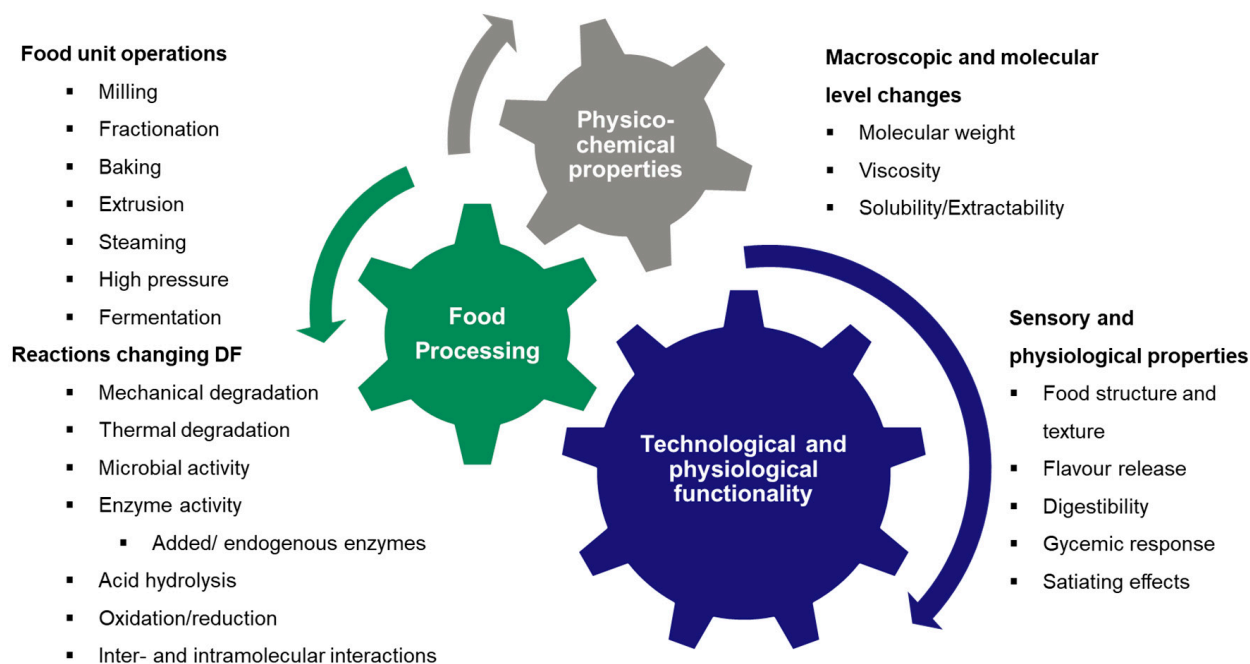 Food unit operations
▪ Milling
▪ Fractionation
▪ Baking
▪ Extrusion
▪ Steaming
▪ High pressure
▪ Fermentation
Reactions changing DF
▪ Mechanical degradation
▪ Thermal degradation
▪ Microbial activity
▪ Enzyme activity
▪ Added/ endogenous enzymes
▪ Acid hydrolysis
▪ Oxidation/reduction
▪ Inter- and intramolecular interactions
Physico-
chemical
properties
Food
Processing
Technological and
physiological
functionality
Macroscopic and molecular
level changes
▪ Molecular weight
▪ Viscosity
▪ Solubility/Extractability
Sensory and
physiological properties
▪ Food structure and
texture
▪ Flavour release
▪ Digestibility
▪ Gycemic response
▪ Satiating effects